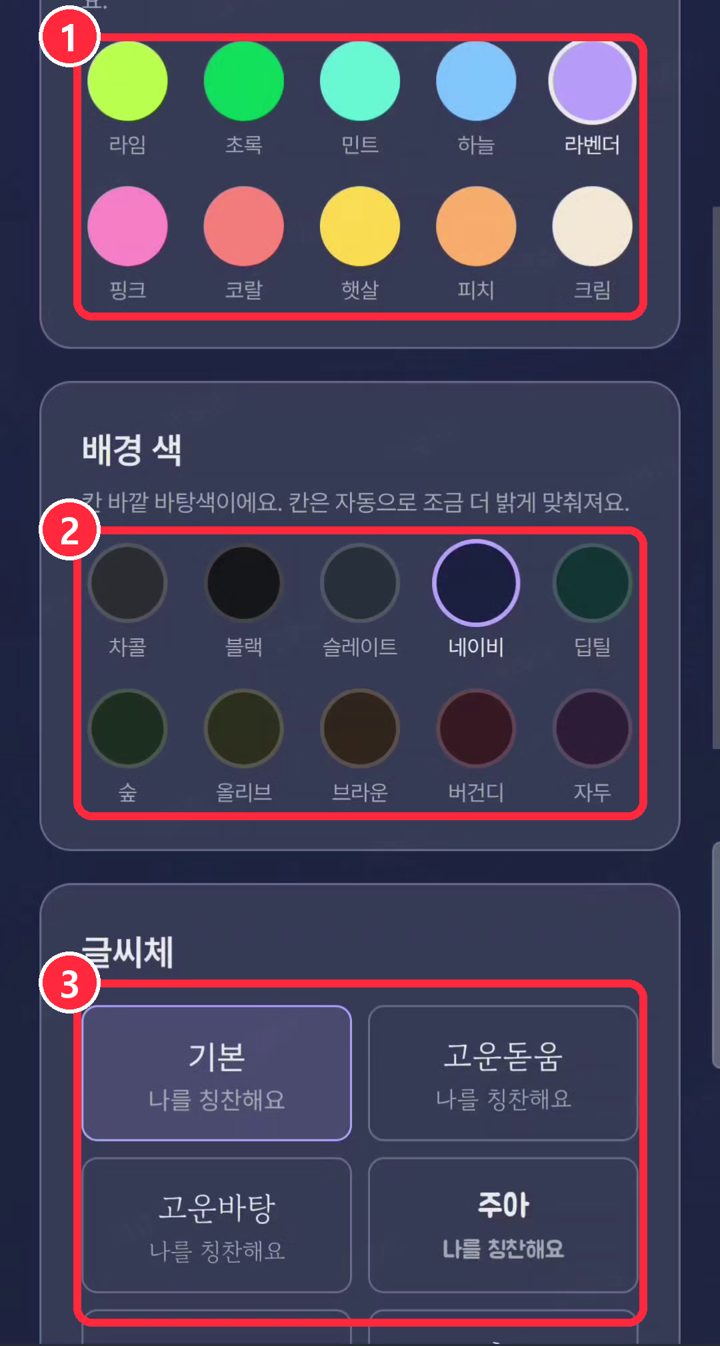 요.
1
라임 초록 민트 하늘 라벤더
핑크 코랄 햇살 피치 크림
배경 색
칸 바깥 바탕색이에요. 칸은 자동으로 조금 더 밝게 맞춰져요.
2
차콜 블랙 슬레이트 네이비 딥틸
숲 올리브 브라운 버건디 자두
글씨체
3
기본 고운돋움
나를 칭찬해요 나를 칭찬해요
고운바탕 주아
나를 칭찬해요 나를 칭찬해요